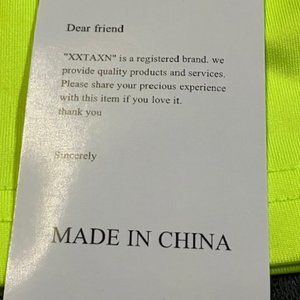 Dear friend
"XXTAXN" is a registered brand. we
provide quality products and services.
Please share your precious experience
with this item if you love it.
thank you
Sincerely
MADE IN CHINA